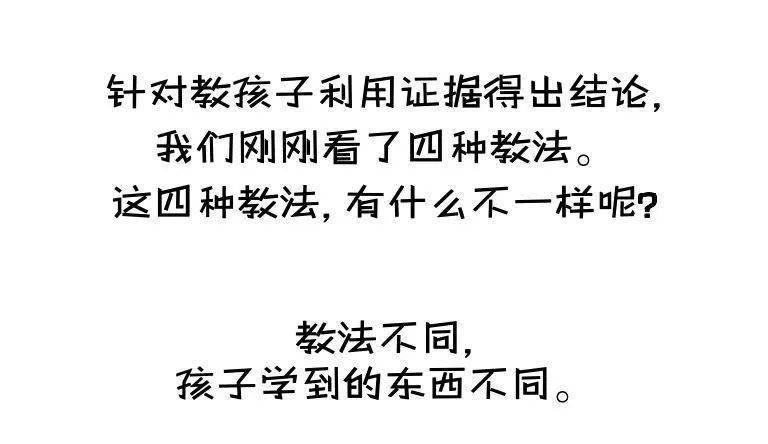 针对教孩子利用证据得出结论,
我们刚刚看了四种教法。
这四种教法,有什么不一样呢?
教法不同,
孩子学到的东西不同。